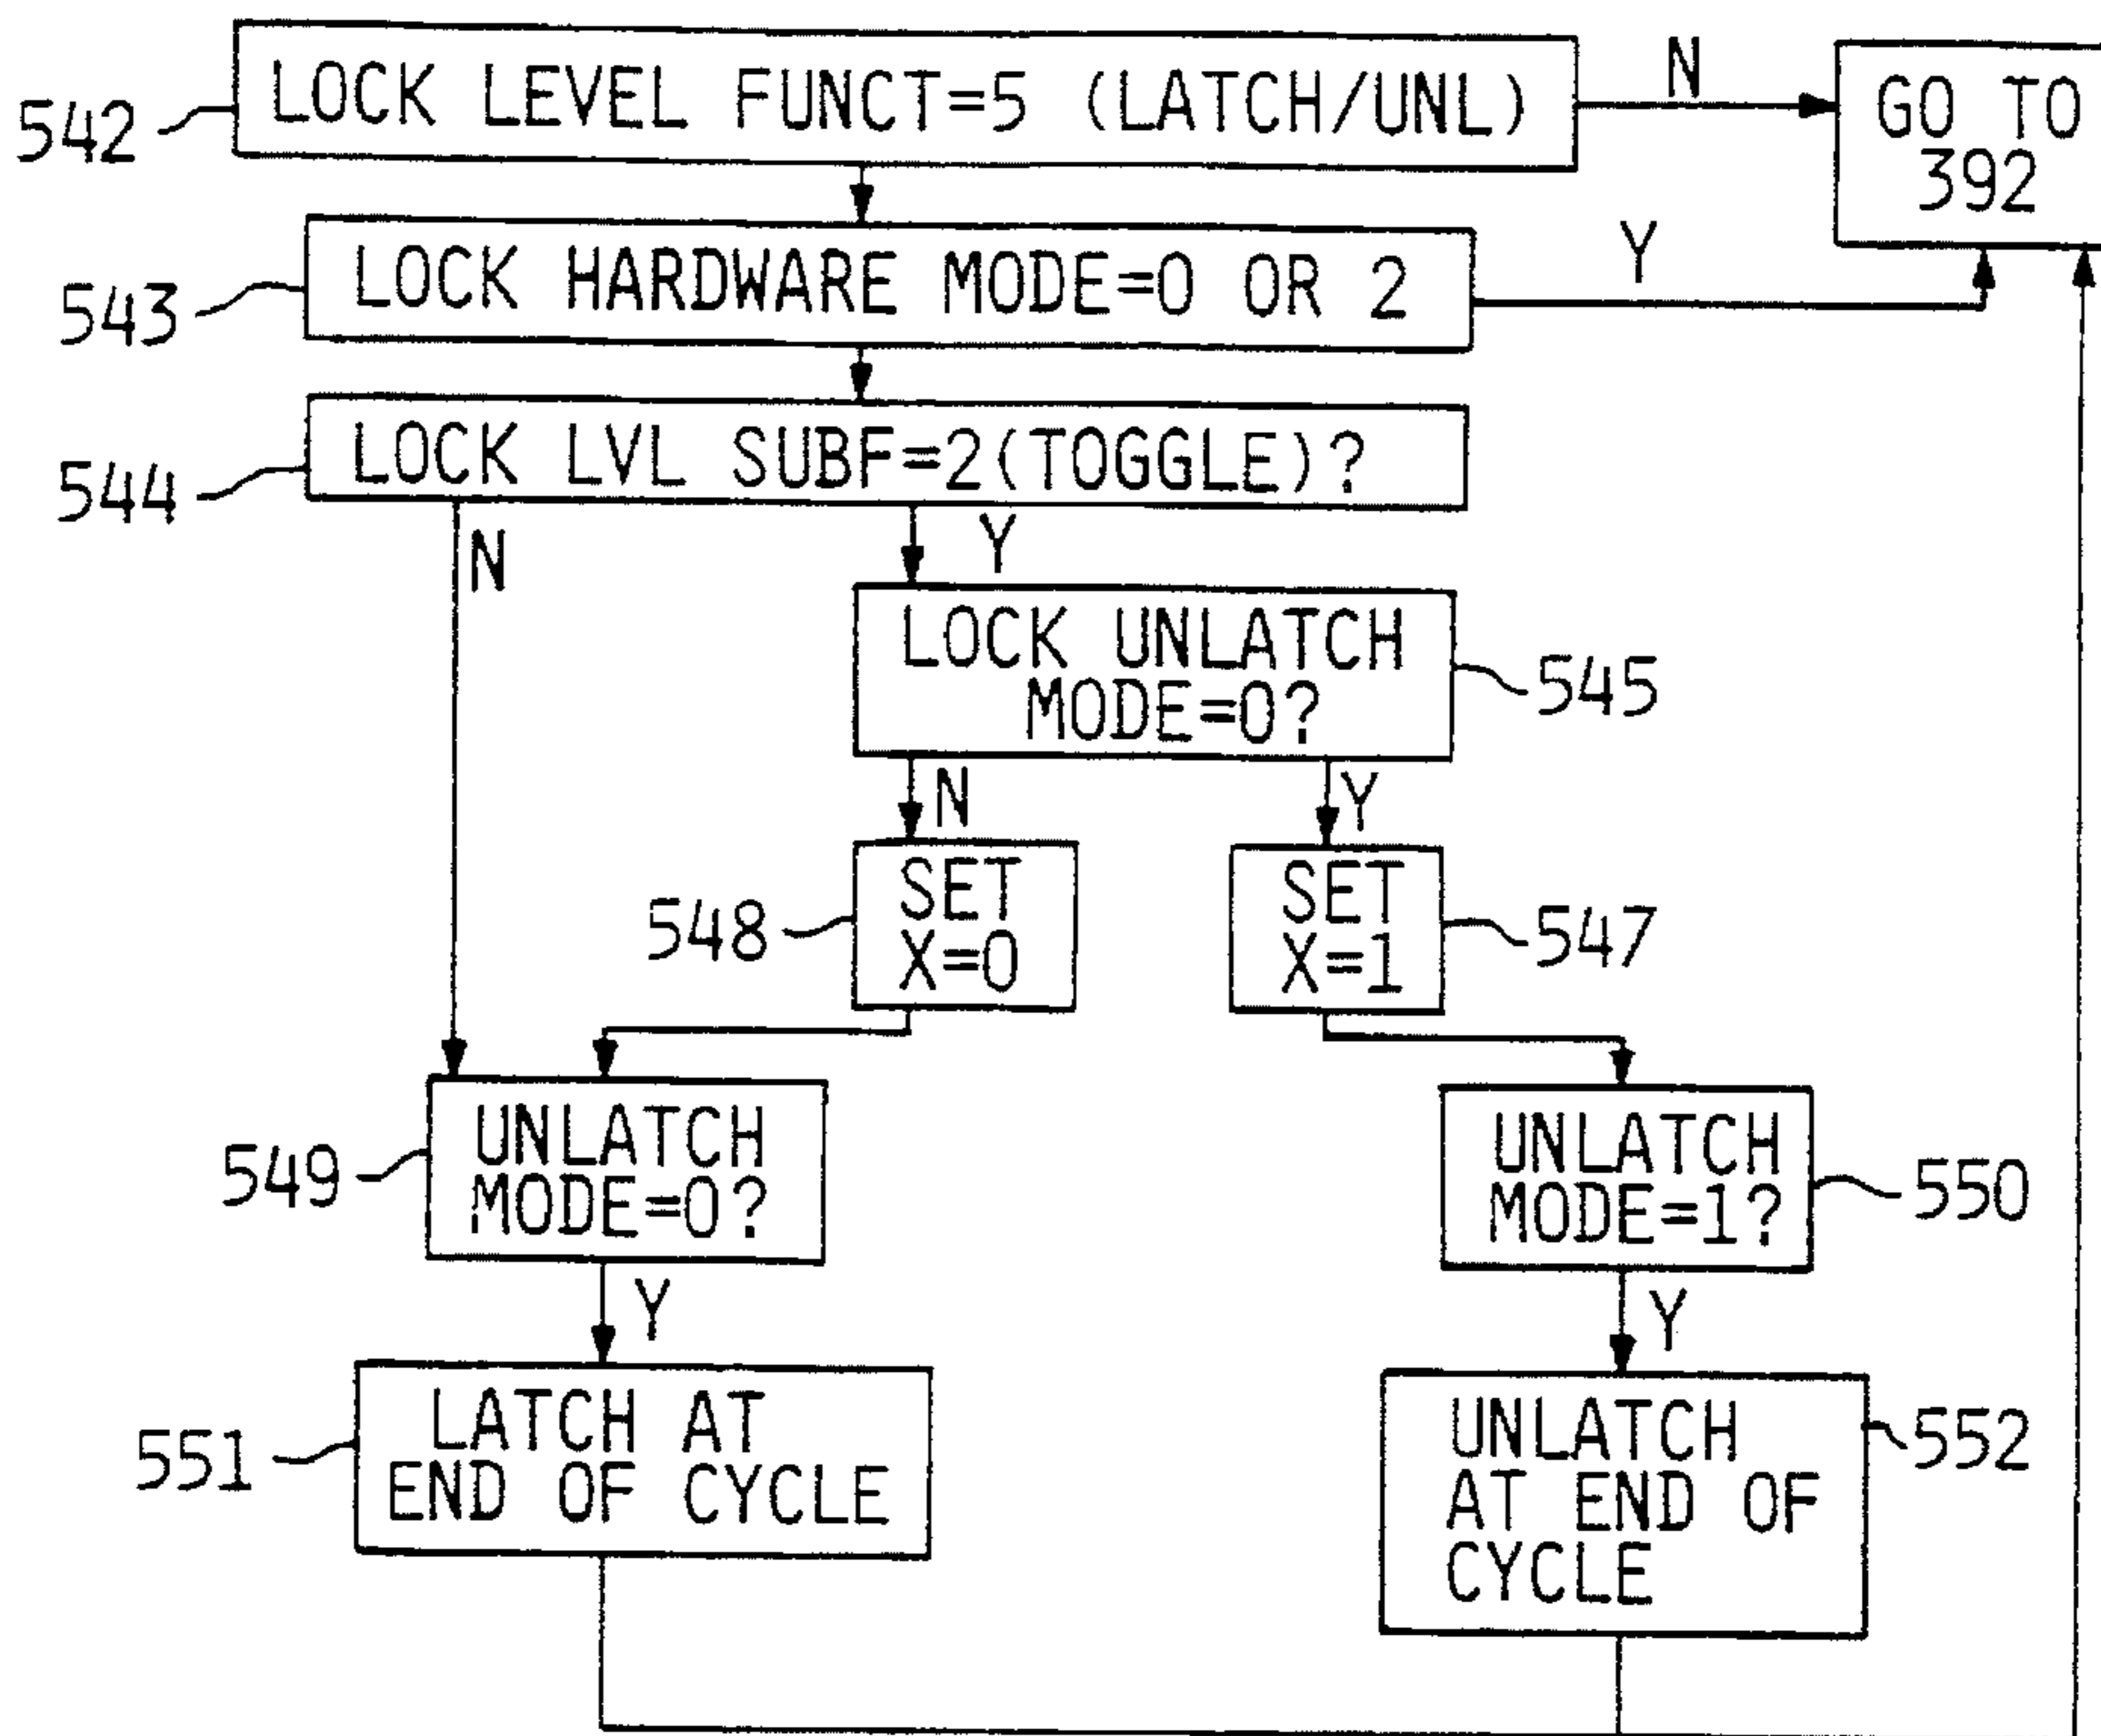 LOCK LEVEL FUNCT=5 (LATCH/UNL)
N
GO TO
392
542
LOCK HARDWARE MODE=0 OR 2
Y
543
LOCK LVL SUBF=2(TOGGLE)?
544
N
Y
LOCK UNLATCH
MODE=0?
545
N
Y
SET
X=0
548
SET
X=1
547
UNLATCH
MODE=0?
549
UNLATCH
MODE=1?
550
Y
Y
LATCH AT
END OF CYCLE
551
UNLATCH
AT END OF
CYCLE
552